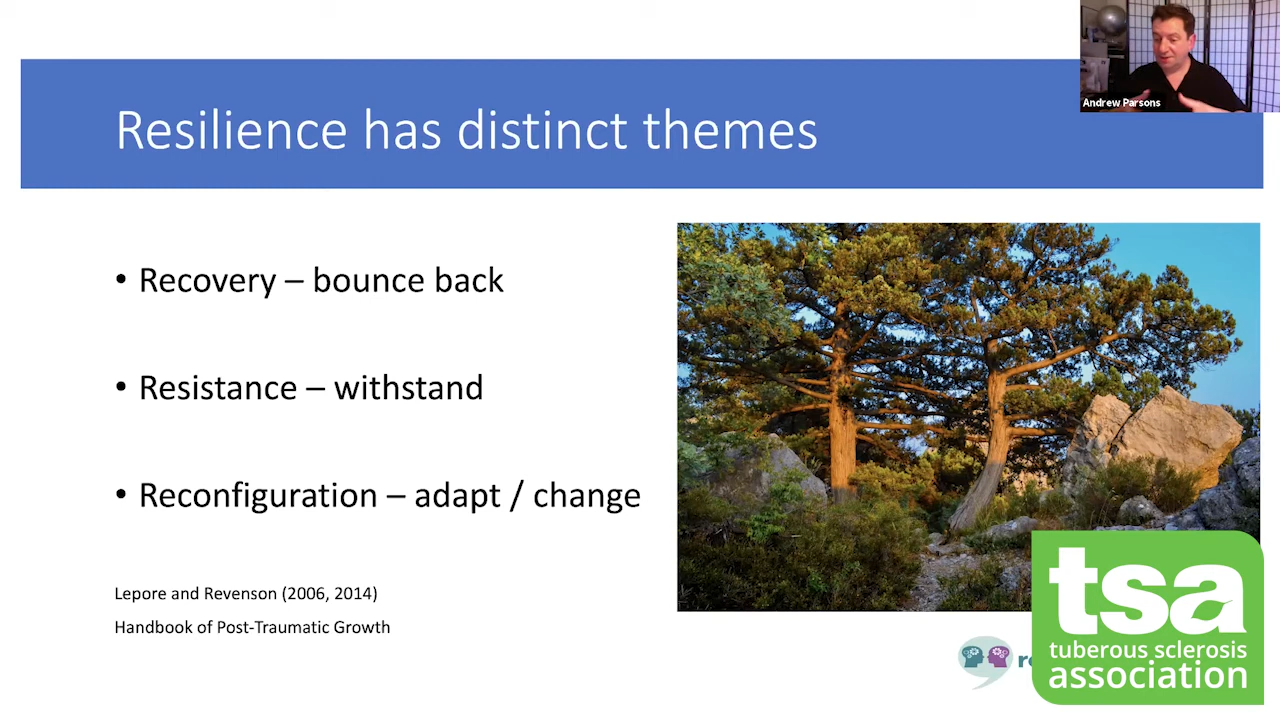 Andrew Parsons
Resilience has distinct themes
• Recovery – bounce back
• Resistance – withstand
• Reconfiguration – adapt / change
Lepore and Revenson (2006, 2014)
Handbook of Post-Traumatic Growth
tsa
tuberous sclerosis
association